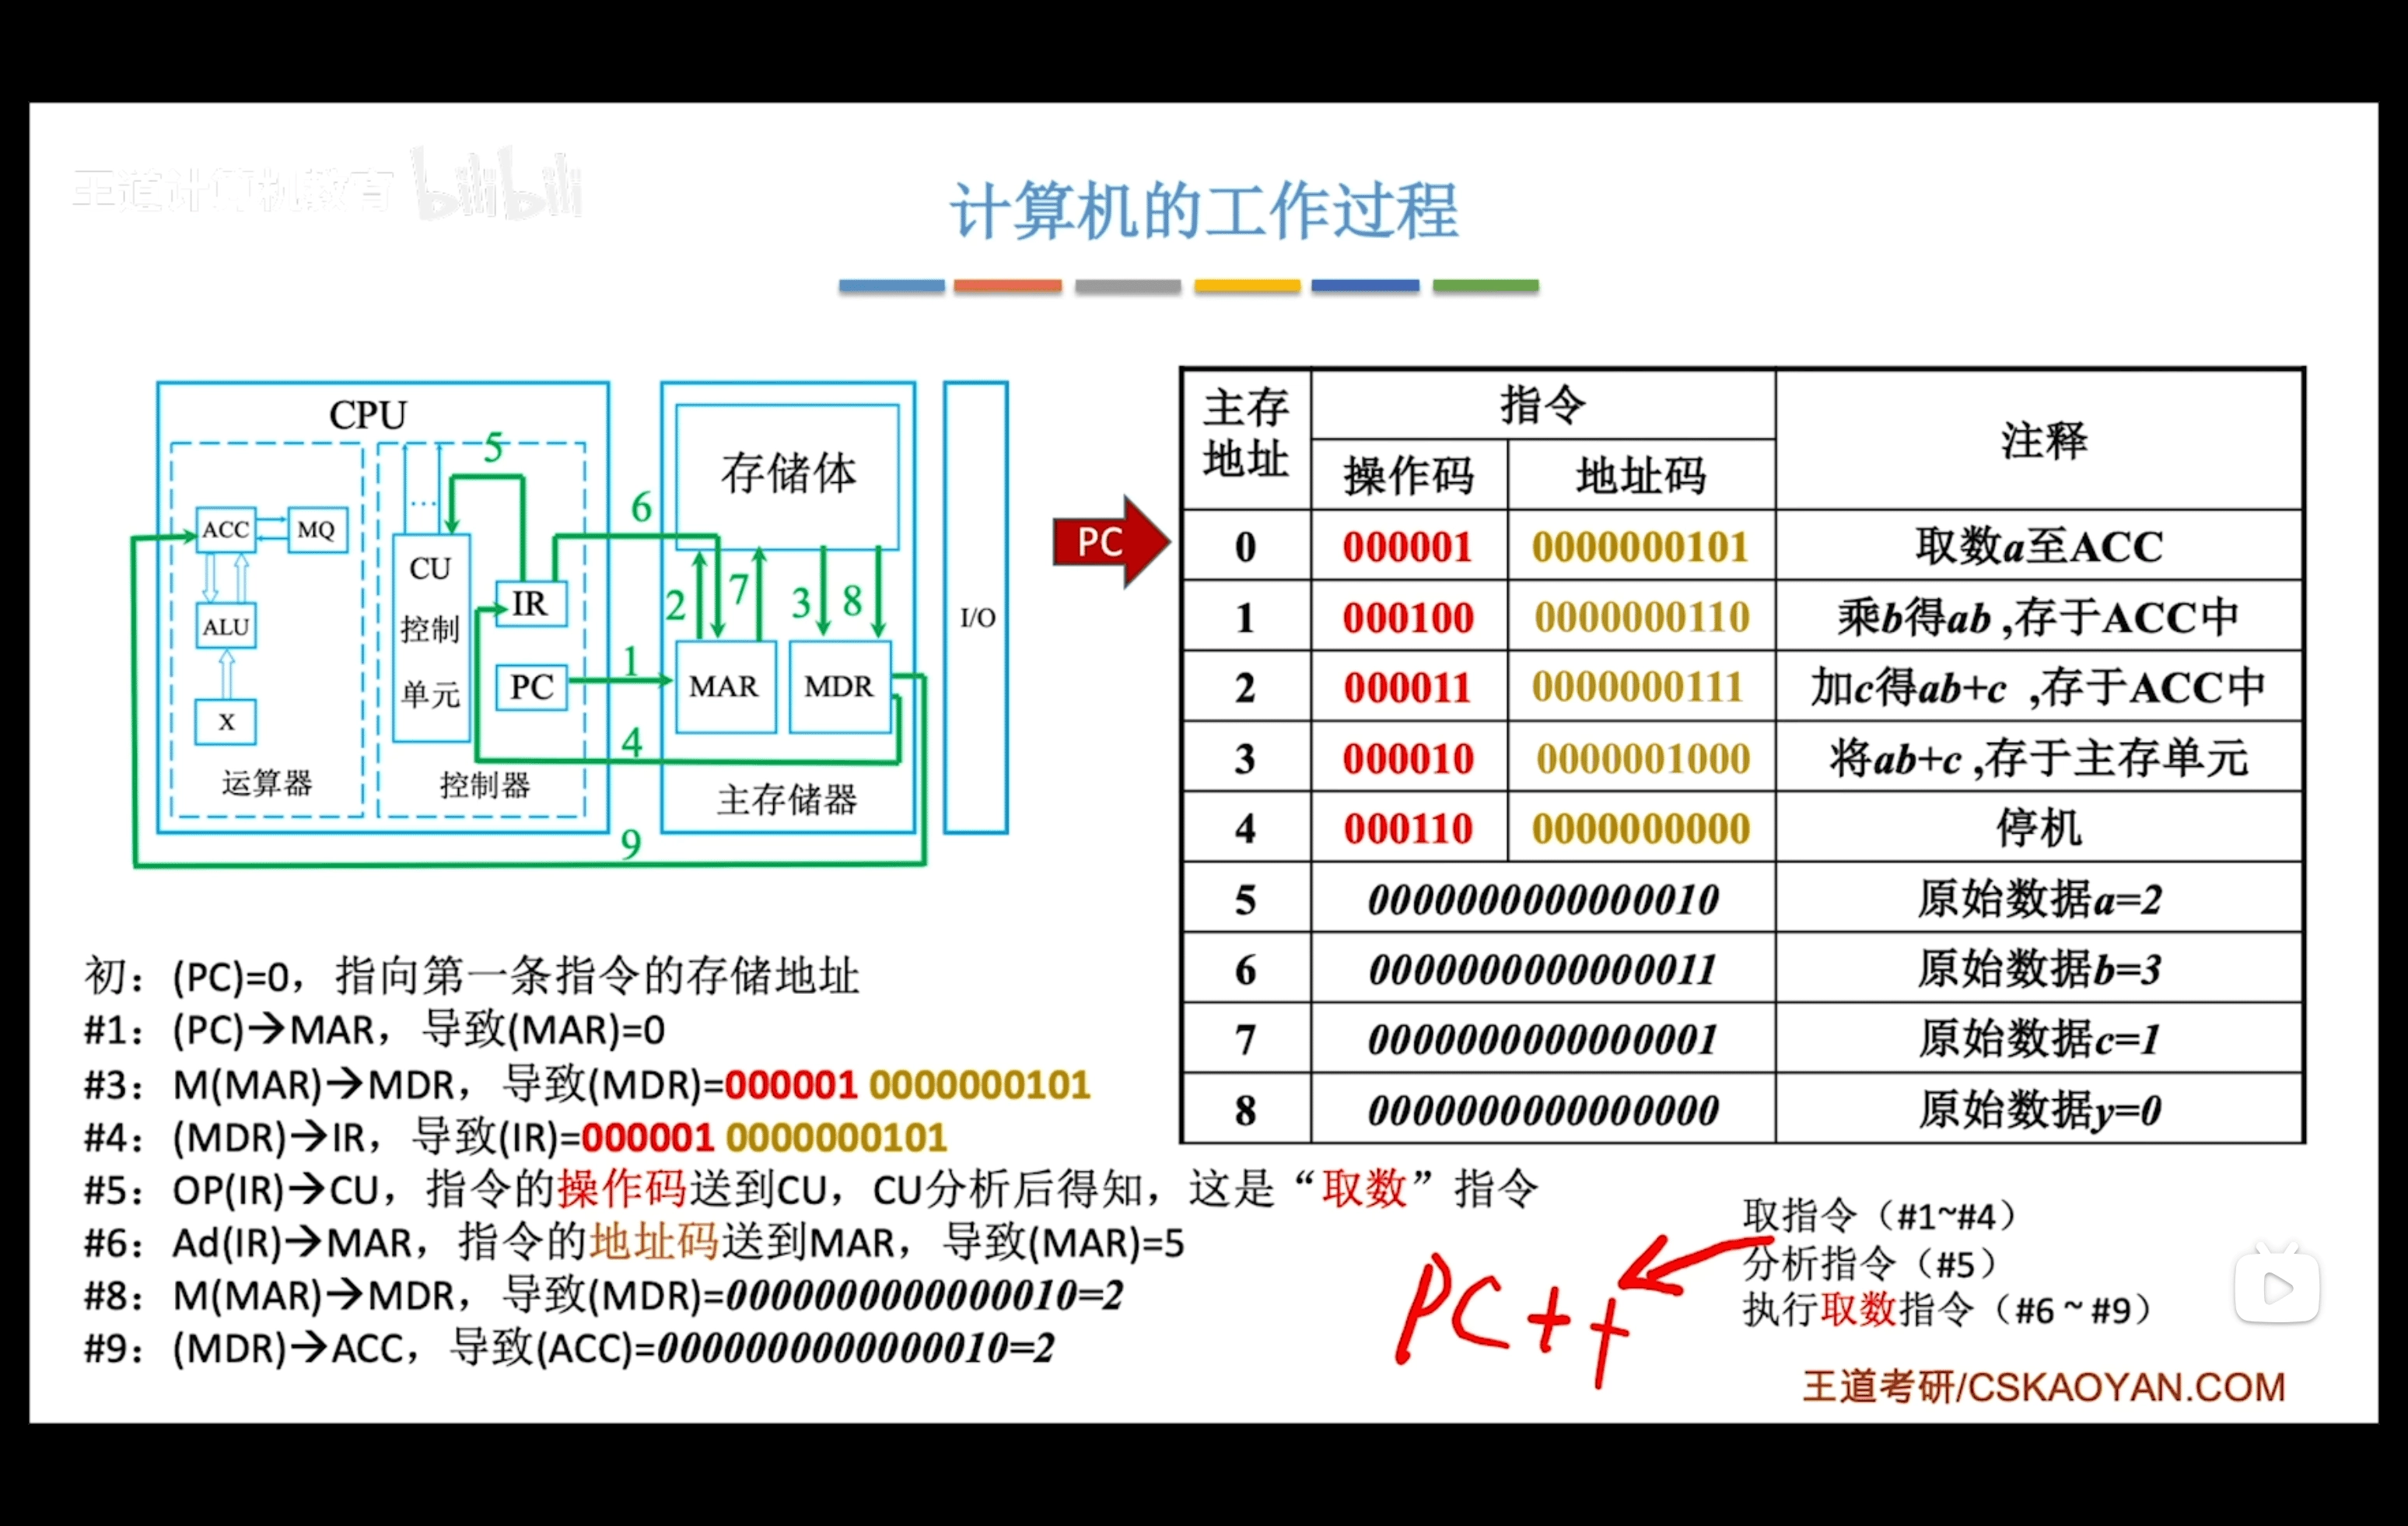 王道计算机教育 bilibili
计算机的工作过程
CPU
5
ACC
MQ
ALU
X
运算器
...
CU
控制
单元
IR
PC
控制器
6
1
4
9
存储体
2
7
3
8
MAR
MDR
主存储器
I/O
PC
主存地址 指令 注释
操作码 地址码
0 000001 0000000101 取数a至ACC
1 000100 0000000110 乘b得ab ,存于ACC中
2 000011 0000000111 加c得ab+c ,存于ACC中
3 000010 0000001000 将ab+c ,存于主存单元
4 000110 0000000000 停机
5 0000000000000010 原始数据a=2
6 0000000000000011 原始数据b=3
7 0000000000000001 原始数据c=1
8 0000000000000000 原始数据y=0
初：(PC)=0，指向第一条指令的存储地址
#1：(PC)→MAR，导致(MAR)=0
#3：M(MAR)→MDR，导致(MDR)=000001 0000000101
#4：(MDR)→IR，导致(IR)=000001 0000000101
#5：OP(IR)→CU，指令的操作码送到CU，CU分析后得知，这是“取数”指令
#6：Ad(IR)→MAR，指令的地址码送到MAR，导致(MAR)=5
#8：M(MAR)→MDR，导致(MDR)=0000000000000010=2
#9：(MDR)→ACC，导致(ACC)=0000000000000010=2
PC++
取指令（#1~#4）
分析指令（#5）
执行取数指令（#6 ~ #9）
王道考研/CSKAOYAN.COM